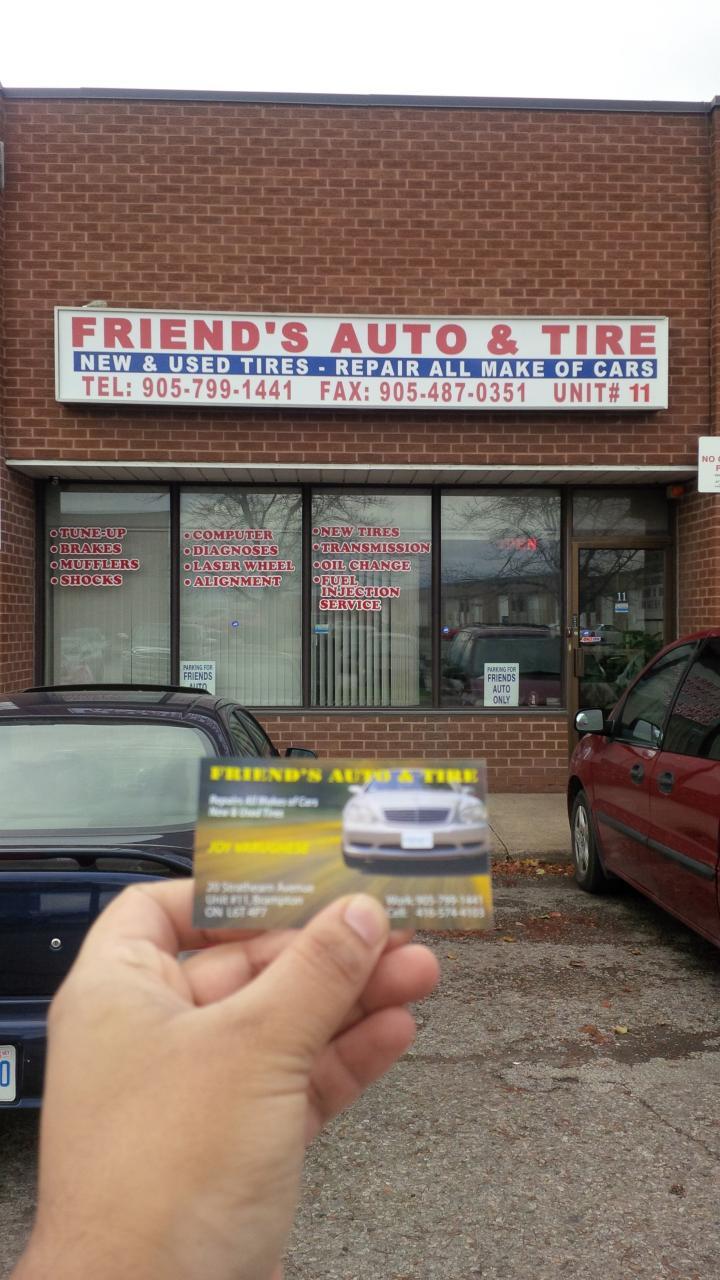 FRIEND'S AUTO & TIRE
NEW & USED TIRES - REPAIR ALL MAKE OF CARS
TEL: 905-799-1441 FAX: 905-487-0351 UNIT# 11
NO
• TUNE-UP
• BRAKES
• MUFFLERS
• SHOCKS
• COMPUTER
• DIAGNOSES
• LASER WHEEL
• ALIGNMENT
• NEW TIRES
• TRANSMISSION
• OIL CHANGE
• FUEL
INJECTION
SERVICE
OPEN
11
PARKING FOR
FRIENDS
AUTO
PARKING FOR
FRIENDS
AUTO
ONLY
FRIEND'S AUTO & TIRE
Repairs All Makes of Cars
New & Used Tires
JOY VARUGHESE
20 Strathearn Avenue
Unit #11, Brampton
ON L6T 4P7
Work: 905-799-1441
Cell: 416-574-4103
0